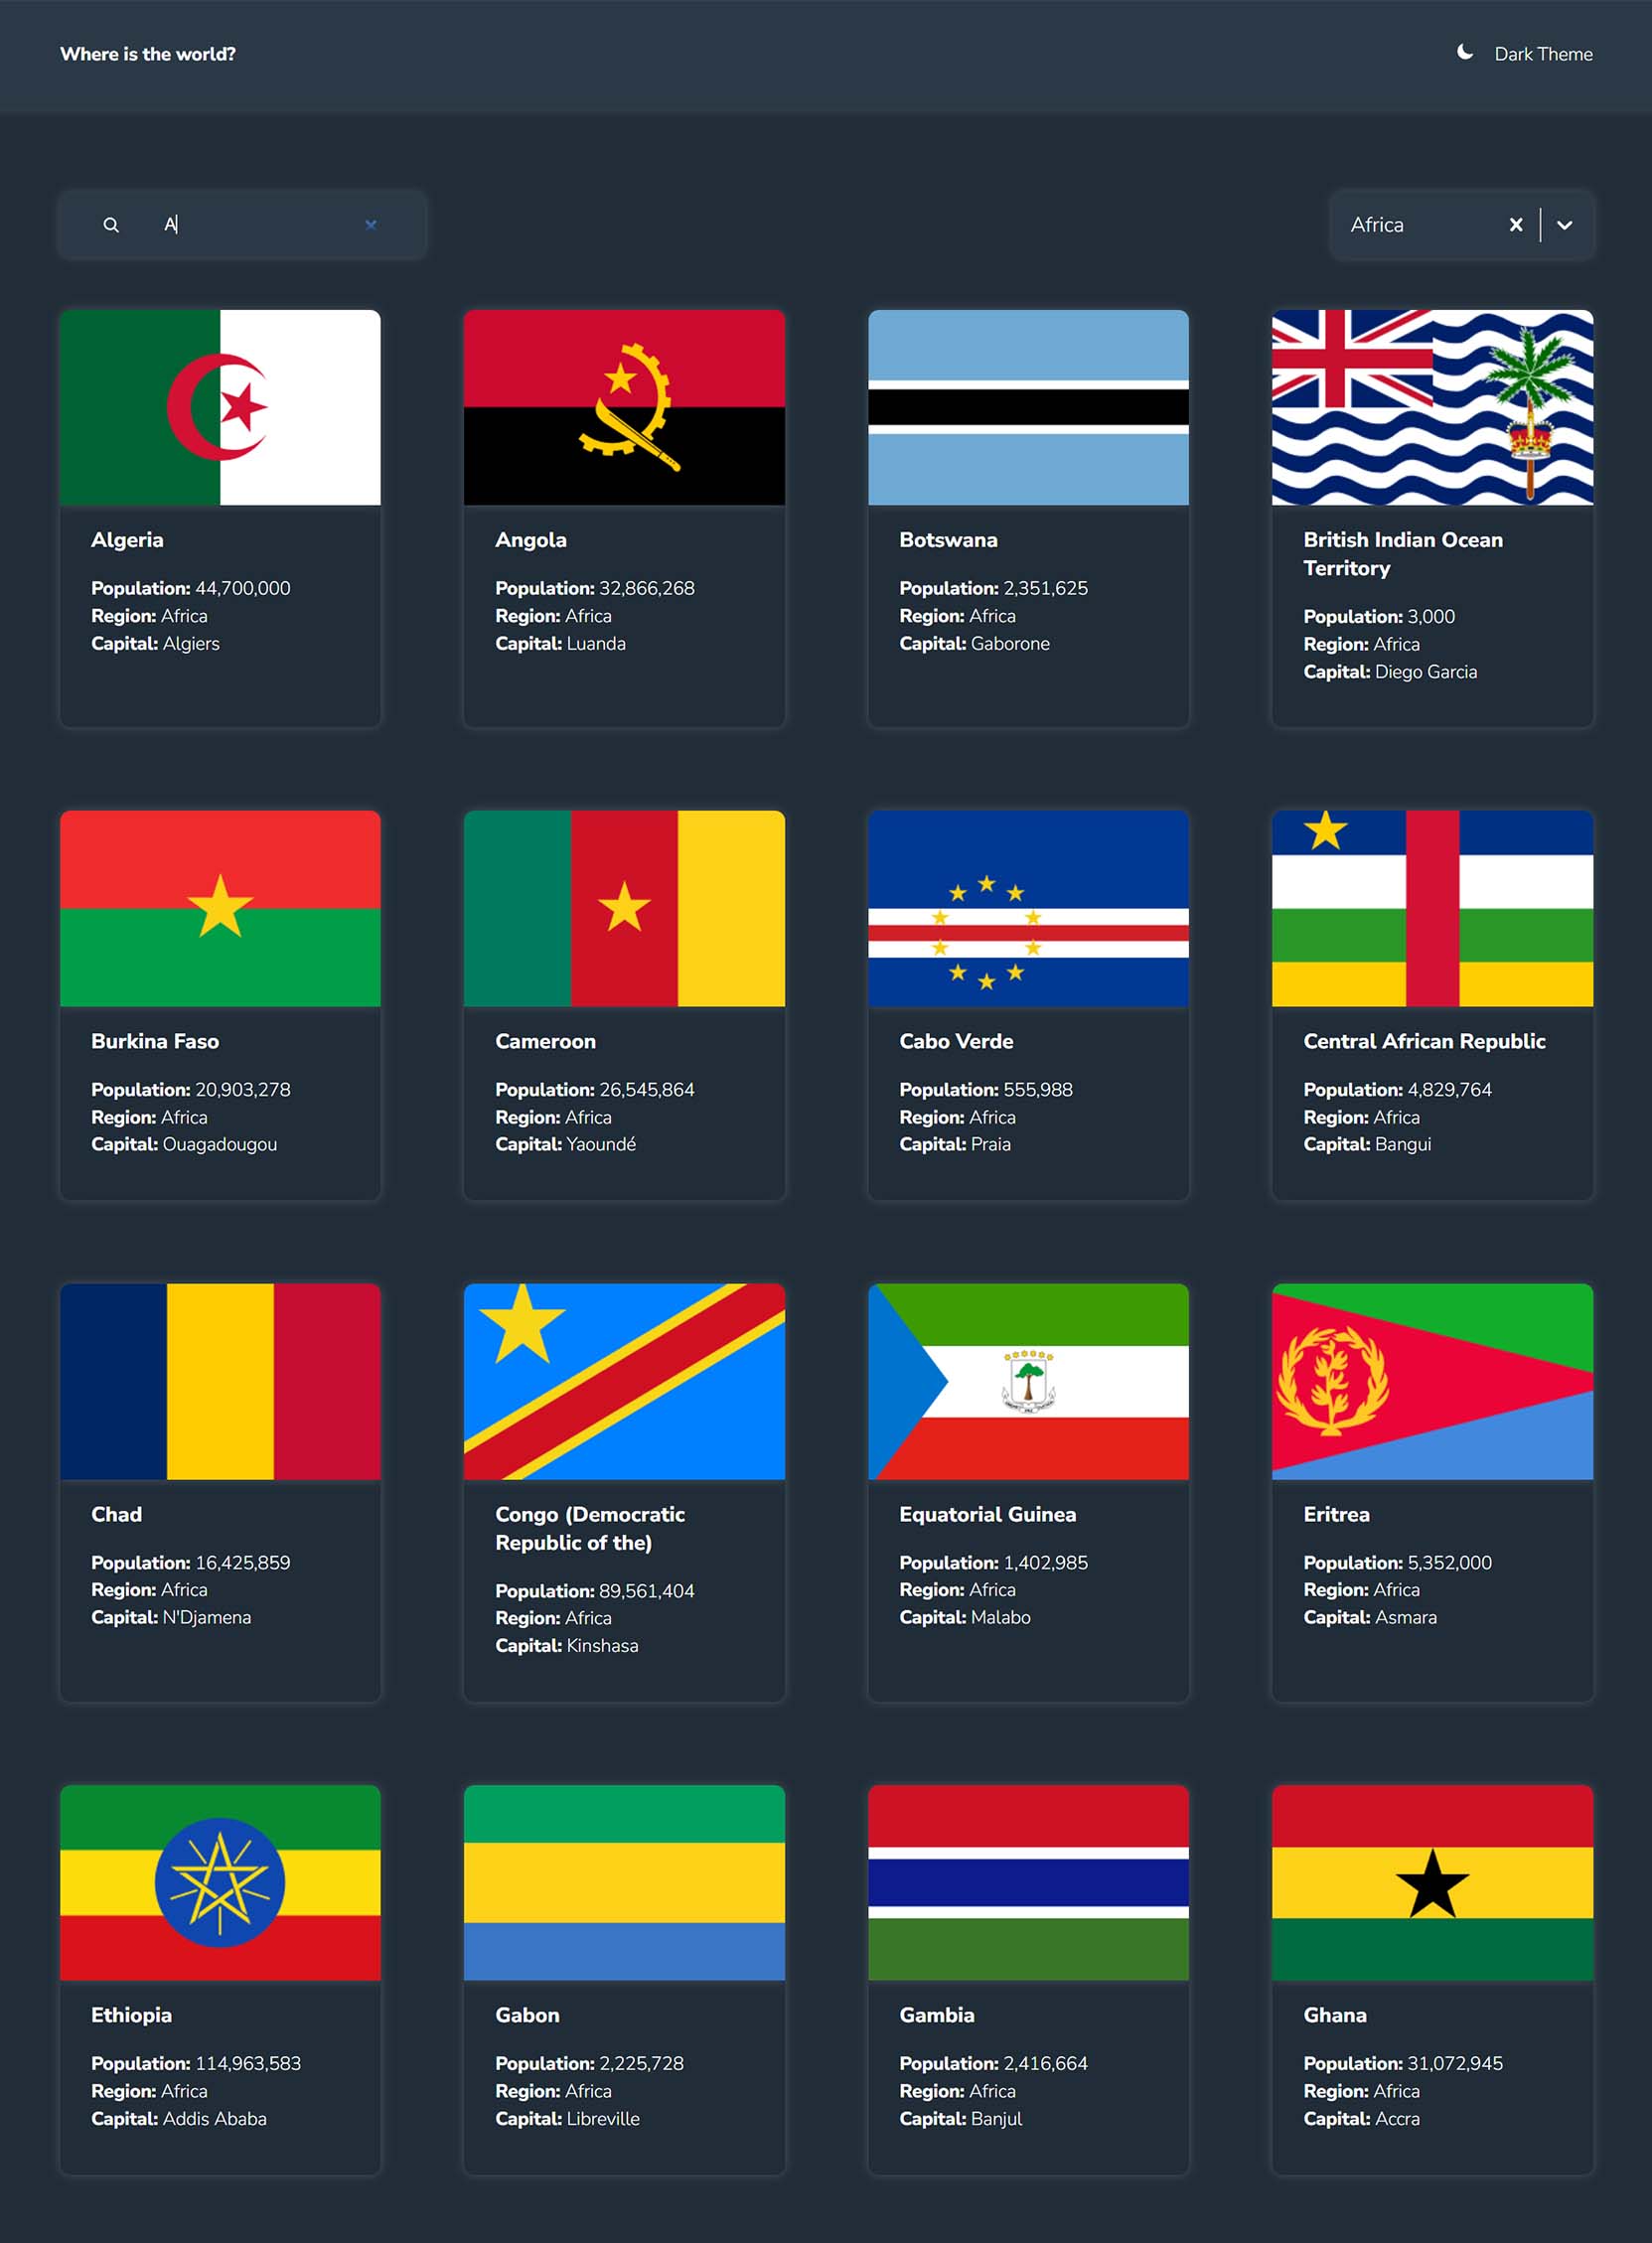 Where is the world?
Dark Theme
A
Africa
Algeria
Population: 44,700,000
Region: Africa
Capital: Algiers
Angola
Population: 32,866,268
Region: Africa
Capital: Luanda
Botswana
Population: 2,351,625
Region: Africa
Capital: Gaborone
British Indian Ocean
Territory
Population: 3,000
Region: Africa
Capital: Diego Garcia
Burkina Faso
Population: 20,903,278
Region: Africa
Capital: Ouagadougou
Cameroon
Population: 26,545,864
Region: Africa
Capital: Yaoundé
Cabo Verde
Population: 555,988
Region: Africa
Capital: Praia
Central African Republic
Population: 4,829,764
Region: Africa
Capital: Bangui
Chad
Population: 16,425,859
Region: Africa
Capital: N'Djamena
Congo (Democratic
Republic of the)
Population: 89,561,404
Region: Africa
Capital: Kinshasa
Equatorial Guinea
Population: 1,402,985
Region: Africa
Capital: Malabo
Eritrea
Population: 5,352,000
Region: Africa
Capital: Asmara
Ethiopia
Population: 114,963,583
Region: Africa
Capital: Addis Ababa
Gabon
Population: 2,225,728
Region: Africa
Capital: Libreville
Gambia
Population: 2,416,664
Region: Africa
Capital: Banjul
Ghana
Population: 31,072,945
Region: Africa
Capital: Accra